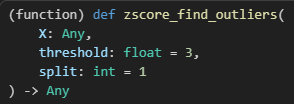 (function) def zscore_find_outliers(
    X: Any,
    threshold: float = 3,
    split: int = 1
) -> Any